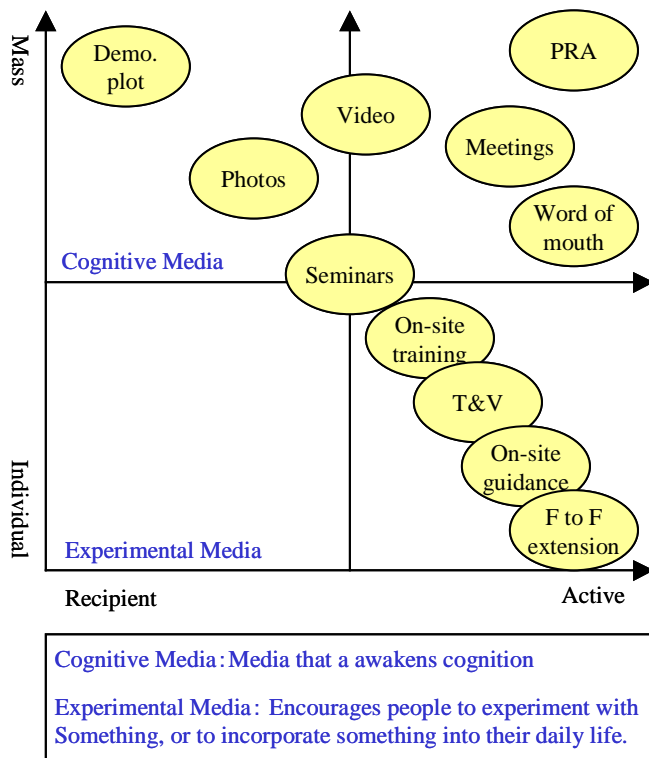 Mass
Demo.
plot
PRA
Video
Meetings
Photos
Word of
mouth
Cognitive Media
Seminars
On-site
training
T&V
On-site
guidance
Individual
F to F
extension
Experimental Media
Recipient
Active
Cognitive Media: Media that a awakens cognition
Experimental Media: Encourages people to experiment with
Something, or to incorporate something into their daily life.